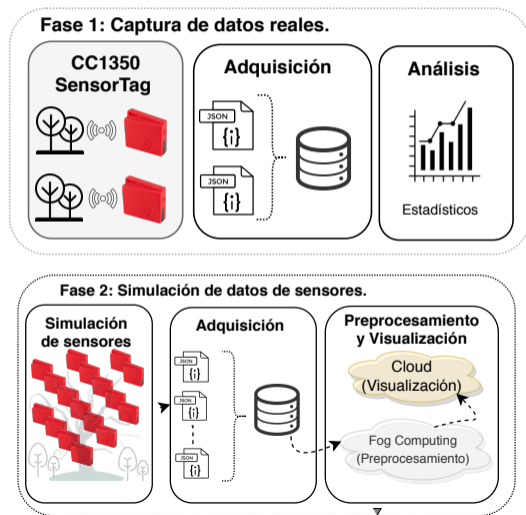 Fase 1: Captura de datos reales.
CC1350
SensorTag
Adquisición
JSON
{i}
JSON
{i}
Análisis
Estadísticos
Fase 2: Simulación de datos de sensores.
Simulación
de sensores
Adquisición
JSON
{i}
JSON
{i}
JSON
{i}
Preprocesamiento
y Visualización
Cloud
(Visualización)
Fog Computing
(Preprocesamiento)